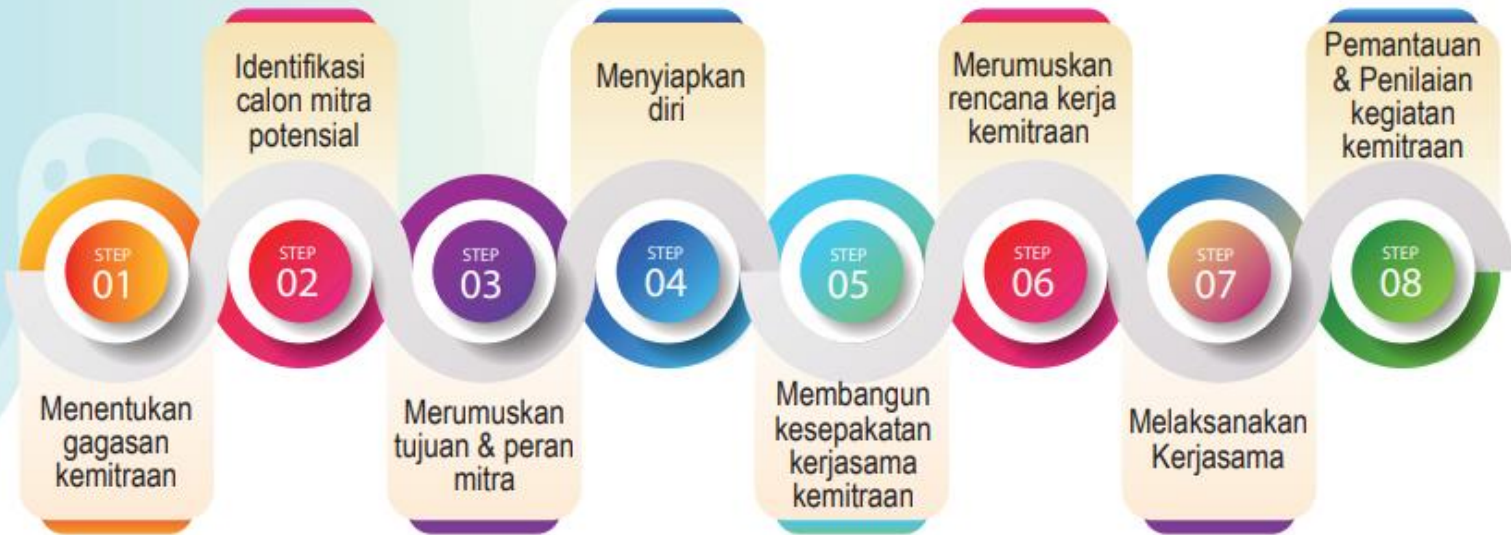 STEP
01
Menentukan
gagasan
kemitraan
Identifikasi
calon mitra
potensial
STEP
02
STEP
03
Merumuskan
tujuan & peran
mitra
Menyiapkan
diri
STEP
04
STEP
05
Membangun
kesepakatan
kerjasama
kemitraan
Merumuskan
rencana kerja
kemitraan
STEP
06
STEP
07
Melaksanakan
Kerjasama
Pemantauan
& Penilaian
kegiatan
kemitraan
STEP
08